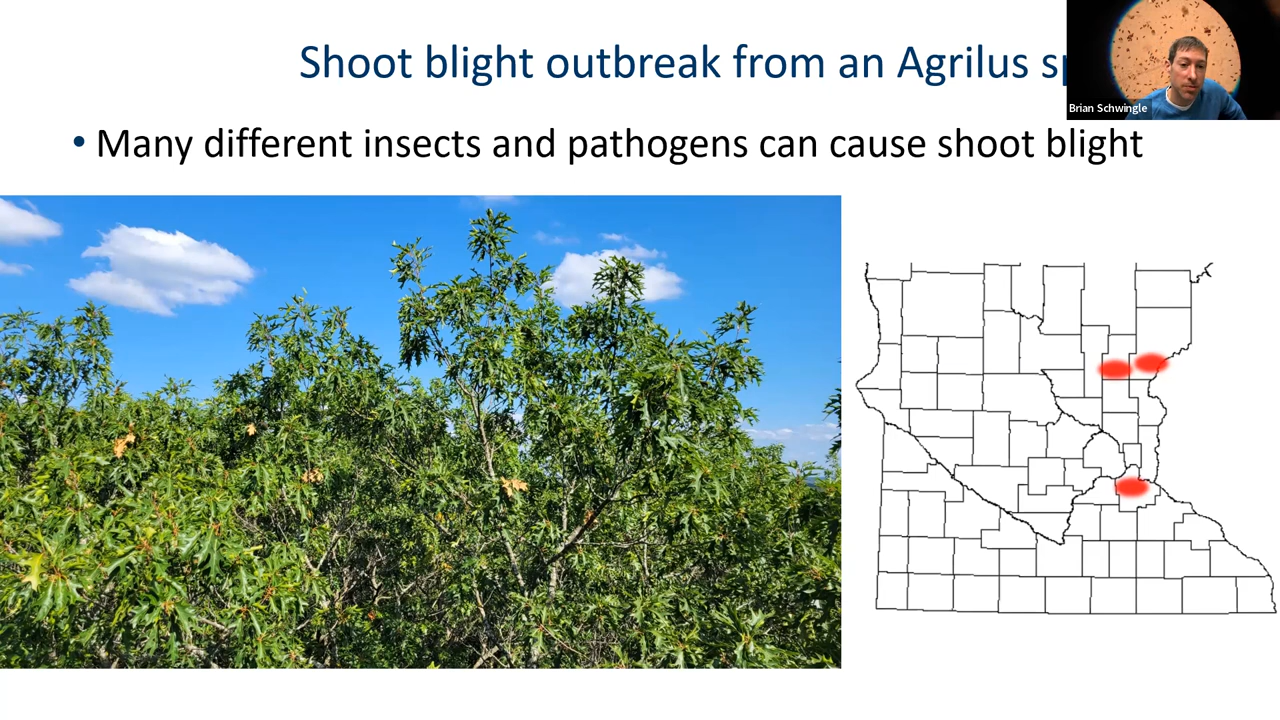 Shoot blight outbreak from an Agrilus
Brian Schwingle
• Many different insects and pathogens can cause shoot blight